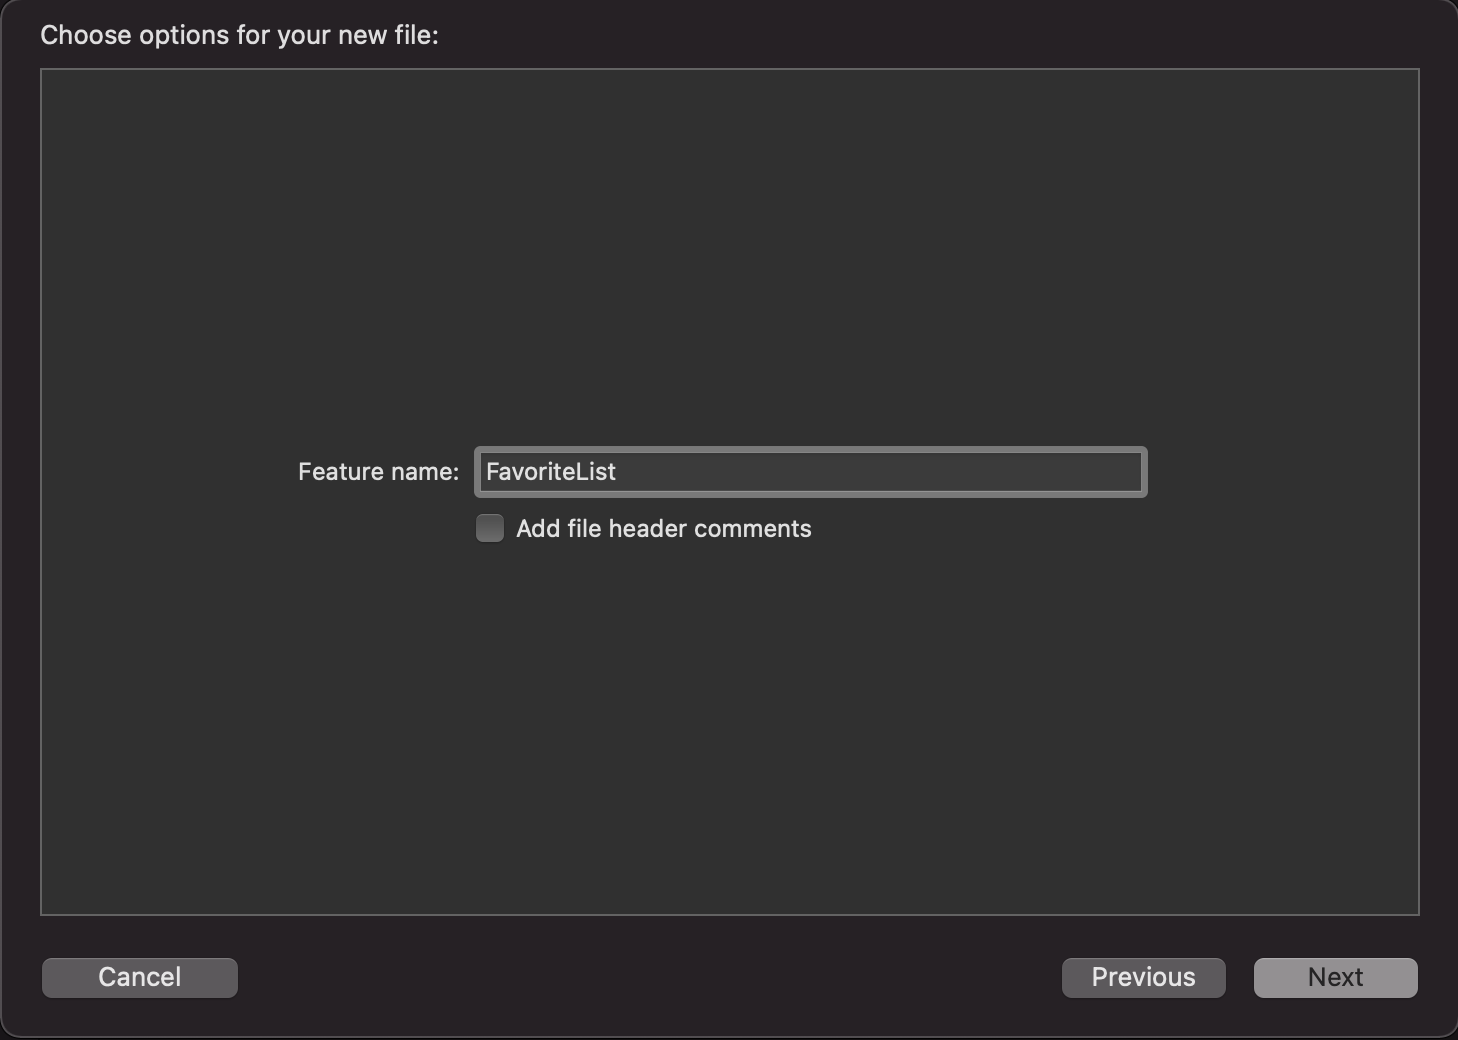 Choose options for your new file:
Feature name: FavoriteList
Add file header comments
Cancel Previous Next